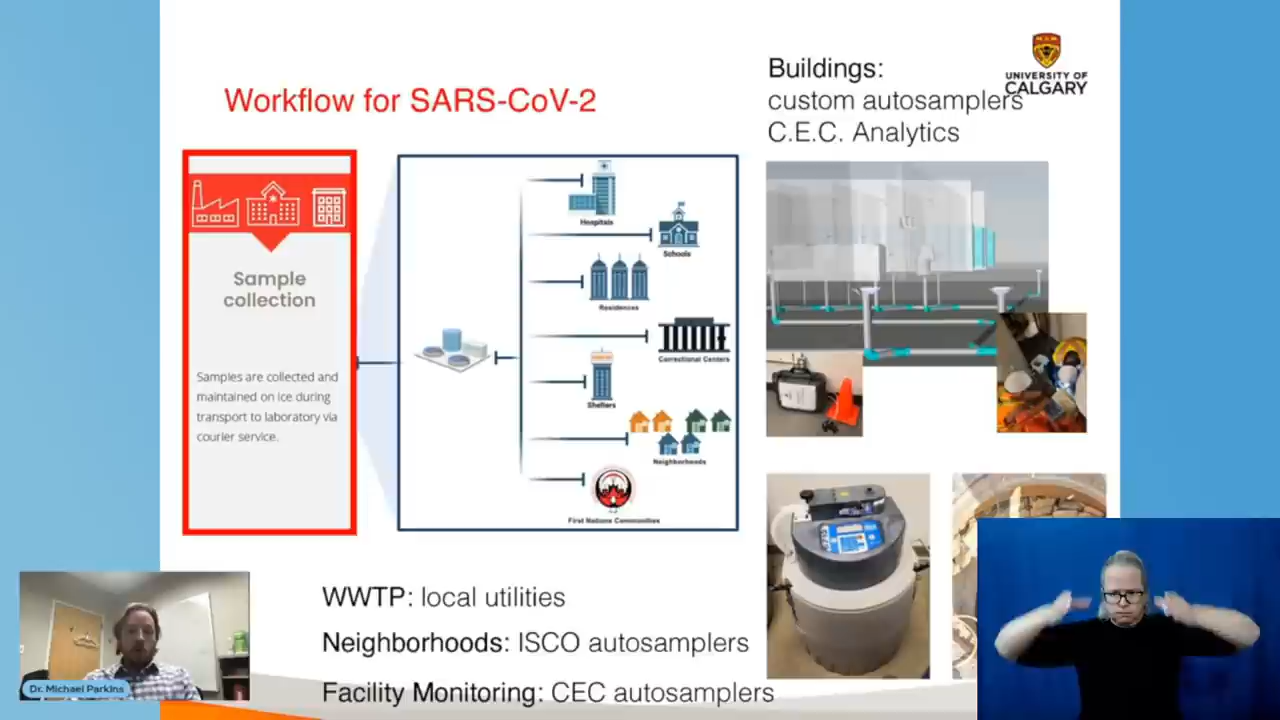 Workflow for SARS-CoV-2
Buildings:
custom autosamplers
C.E.C. Analytics
UNIVERSITY OF
CALGARY
Sample
collection
Samples are collected and
maintained on ice during
transport to laboratory via
courier service.
Hospitals
Schools
Residences
Correctional Centers
Shelters
Neighborhoods
First Nations Communities
WWTP: local utilities
Neighborhoods: ISCO autosamplers
Facility Monitoring: CEC autosamplers
Dr. Michael Parkins